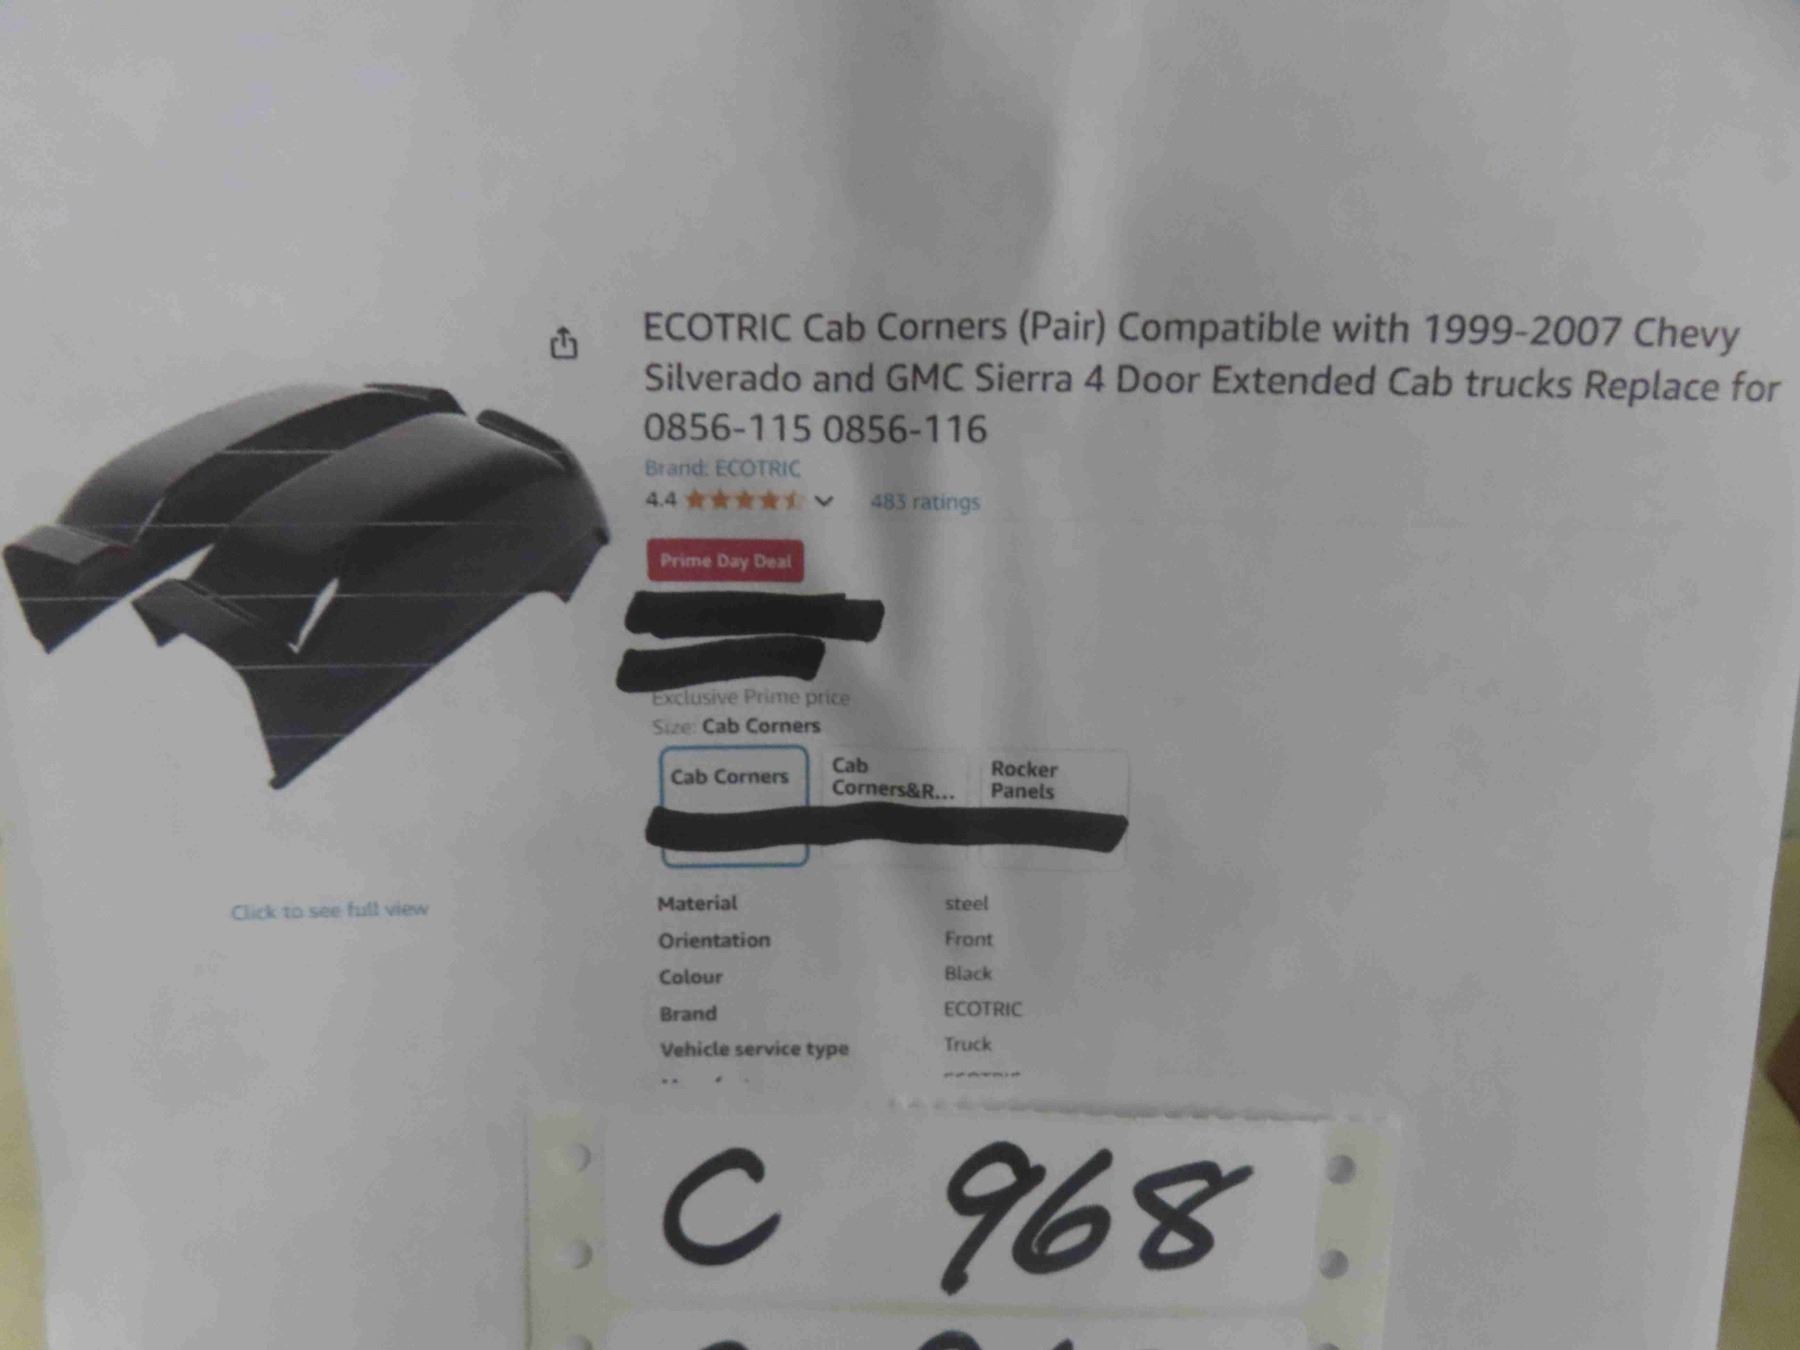 ECOTRIC Cab Corners (Pair) Compatible with 1999-2007 Chevy
Silverado and GMC Sierra 4 Door Extended Cab trucks Replace for
0856-115 0856-116
Brand: ECOTRIC
4.4 483 ratings
Prime Day Deal
Exclusive Prime price
Size: Cab Corners
Cab Corners
Cab
Corners&R...
Rocker
Panels
Click to see full view
Material steel
Orientation Front
Colour Black
Brand ECOTRIC
Vehicle service type Truck
C 968